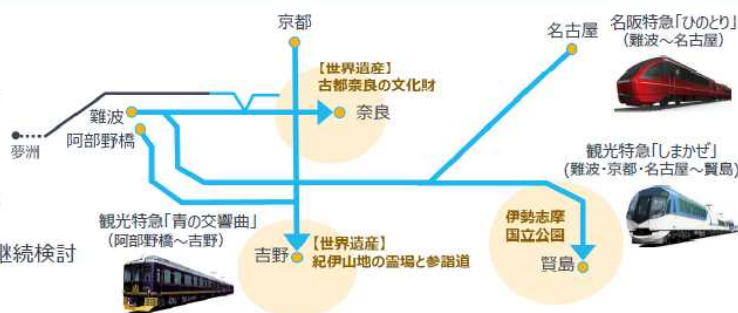 京都
名古屋
名阪特急「ひのとり」
(難波～名古屋)
【世界遺産】
古都奈良の文化財
難波
奈良
阿部野橋
夢洲
観光特急「しまかぜ」
(難波・京都・名古屋～賢島)
伊勢志摩
国立公園
観光特急「青の交響曲」
(阿部野橋～吉野)
吉野
【世界遺産】
紀伊山地の霊場と参詣道
継続検討
賢島